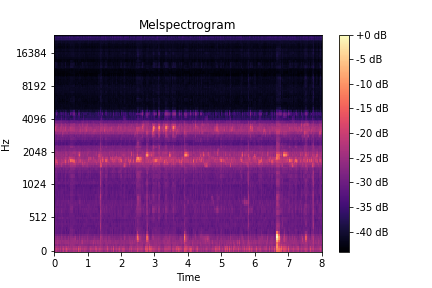 Melspectrogram
16384
8192
4096
2048
1024
512
0
Hz
0 1 2 3 4 5 6 7 8
Time
+0 dB
-5 dB
-10 dB
-15 dB
-20 dB
-25 dB
-30 dB
-35 dB
-40 dB